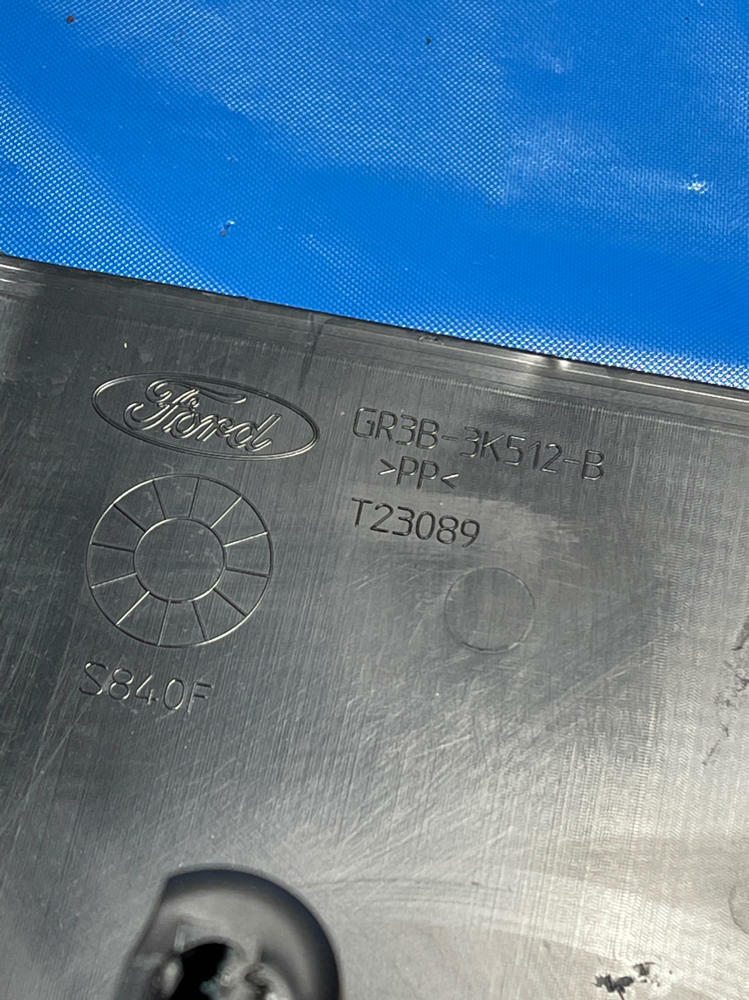 Ford
GR3B-3K512-B
>PP<
T23089
S840F